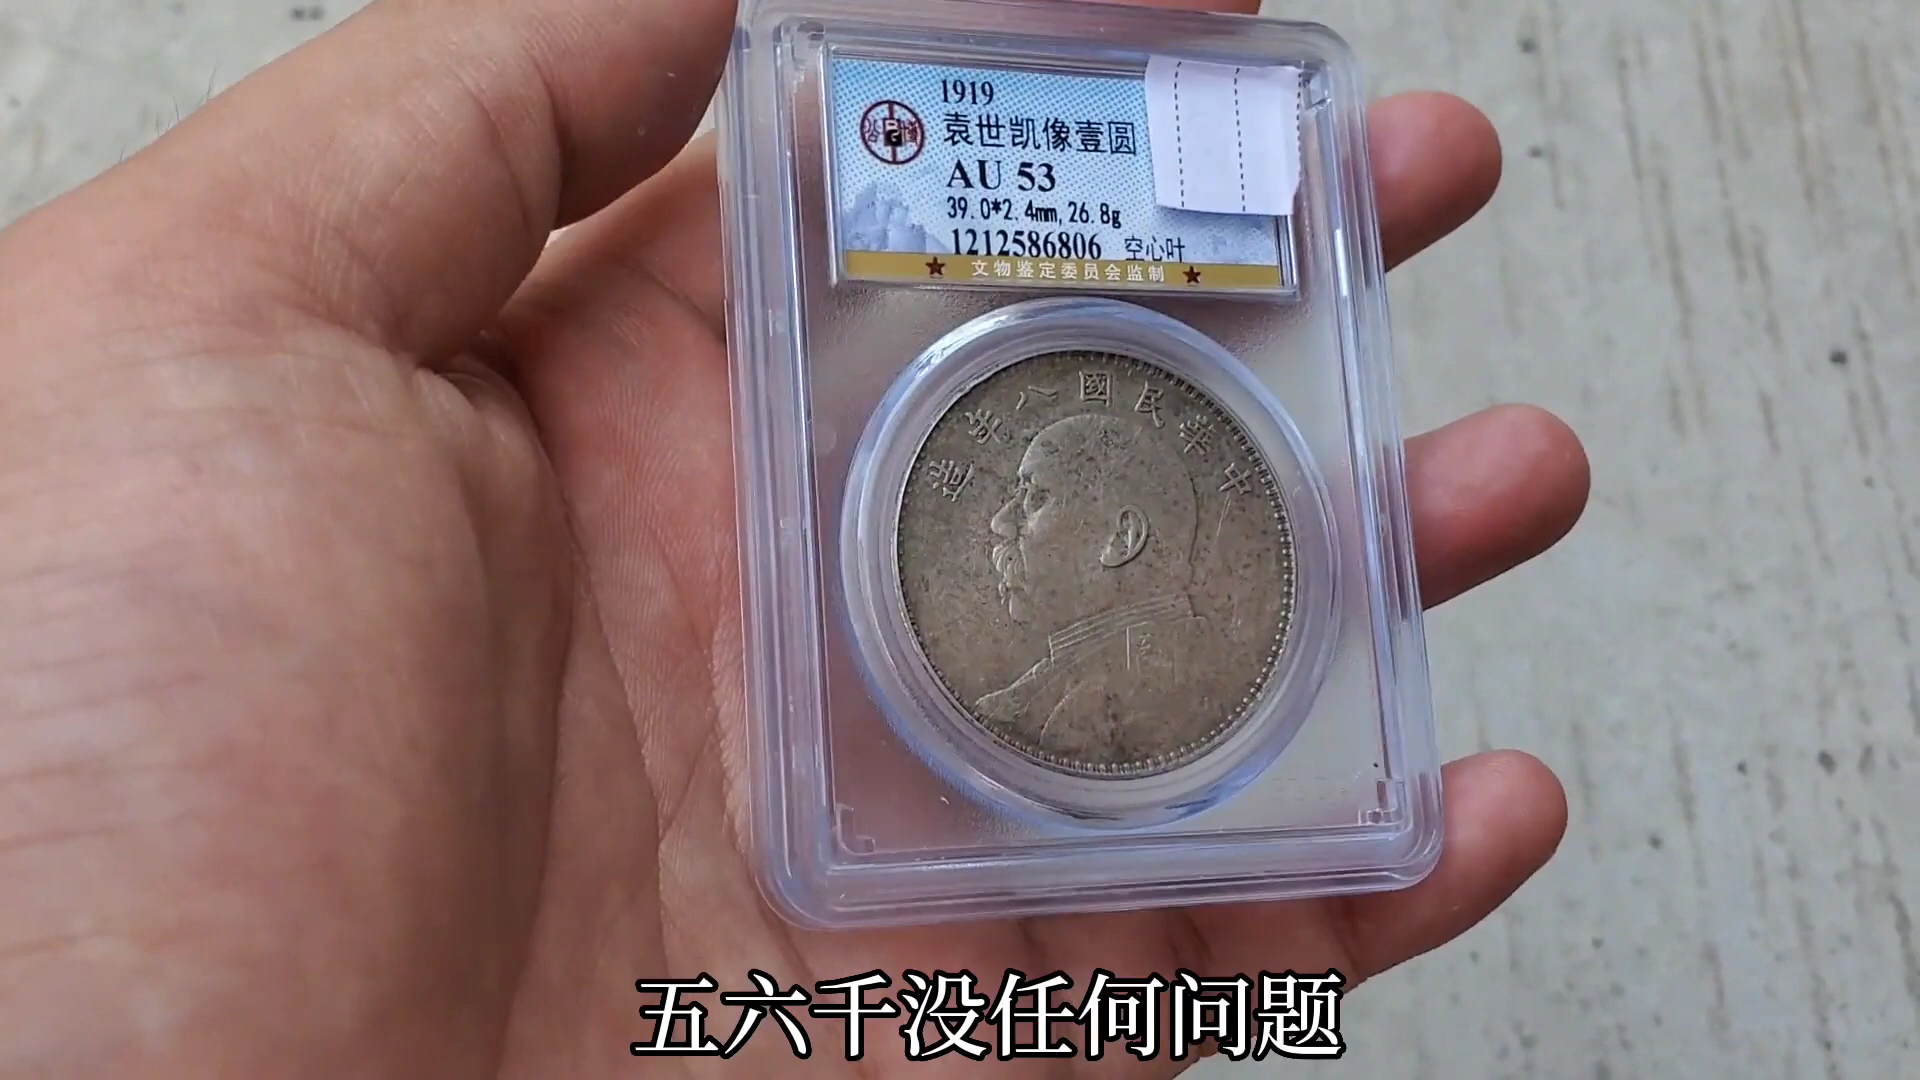 1919
袁世凯像壹圆
AU 53
39.0*2.4mm,26.8g
1212586806 空心叶
★ 文物鉴定委员会监制 ★
造年八國民華中
五六千没任何问题